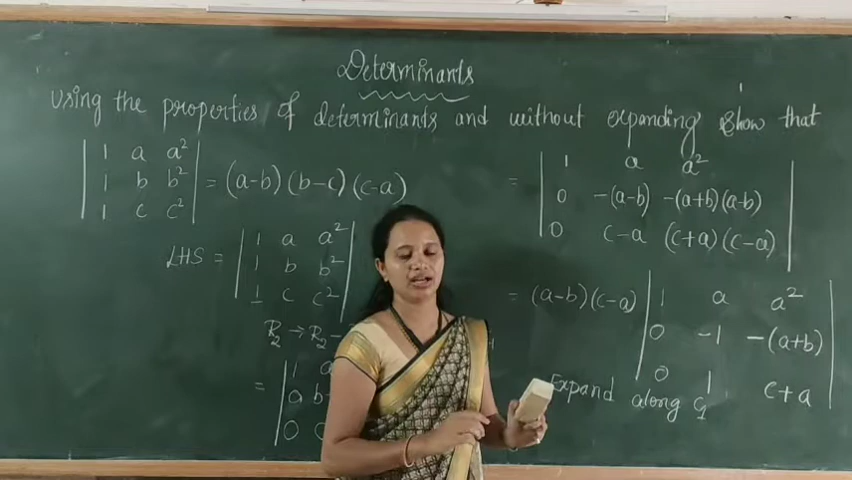 Determinants
Using the properties of determinants and without expanding show that
| 1 a a² |
| 1 b b² | = (a-b)(b-c)(c-a)
| 1 c c² |
LHS = | 1 a a² |
| 1 b b² |
| 1 c c² |
R₂ → R₂ -
= | 1 a
0 b-
0 c
= | 1 a a² |
| 0 -(a-b) -(a+b)(a-b) |
| 0 c-a (c+a)(c-a) |
= (a-b)(c-a) | 1 a a² |
| 0 -1 -(a+b) |
| 0 1 c+a |
Expand along C₁